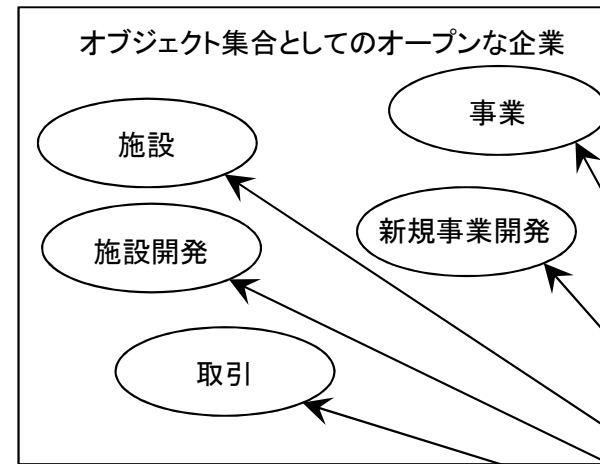 オブジェクト集合としてのオープンな企業
事業
施設
新規事業開発
施設開発
取引